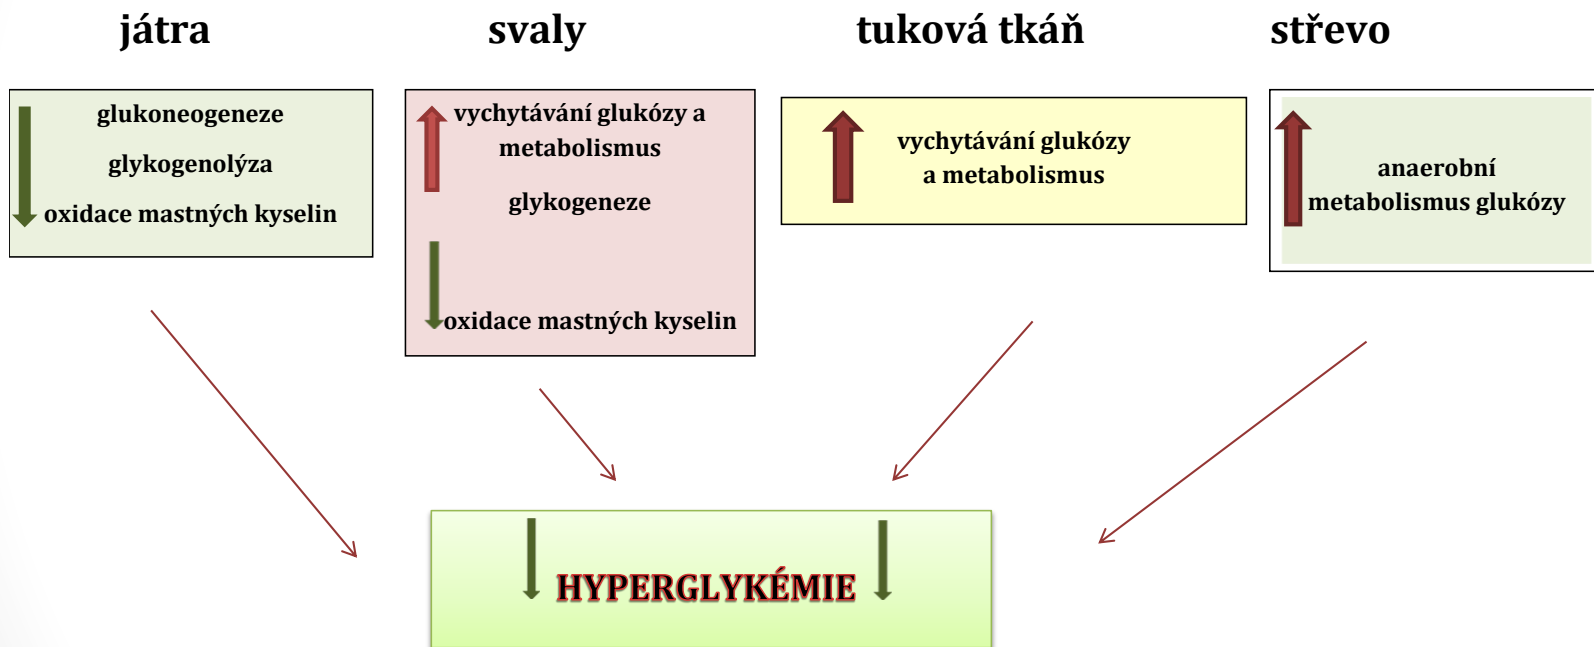 játra
svaly
tuková tkáň
střevo
glukoneogeneze
glykogenolýza
oxidace mastných kyselin
vychytávání glukózy a
metabolismus
glykogeneze
oxidace mastných kyselin
vychytávání glukózy
a metabolismus
anaerobní
metabolismus glukózy
HYPERGLYKÉMIE